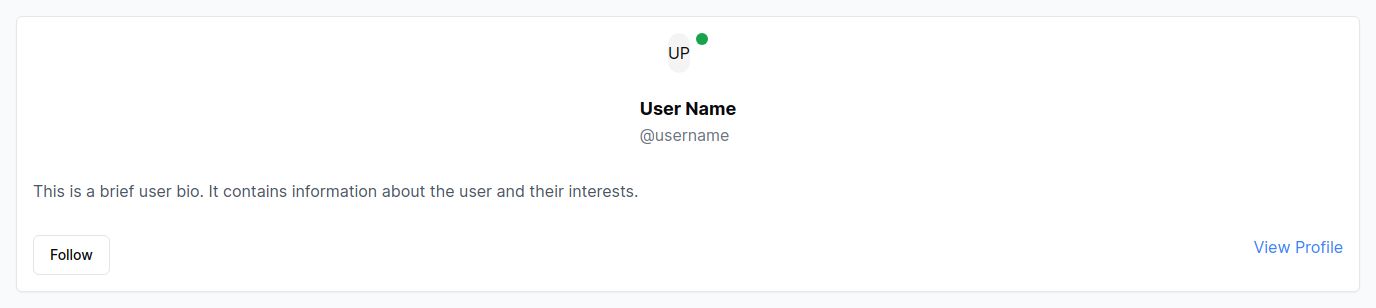 UP
User Name
@username
This is a brief user bio. It contains information about the user and their interests.
Follow
View Profile